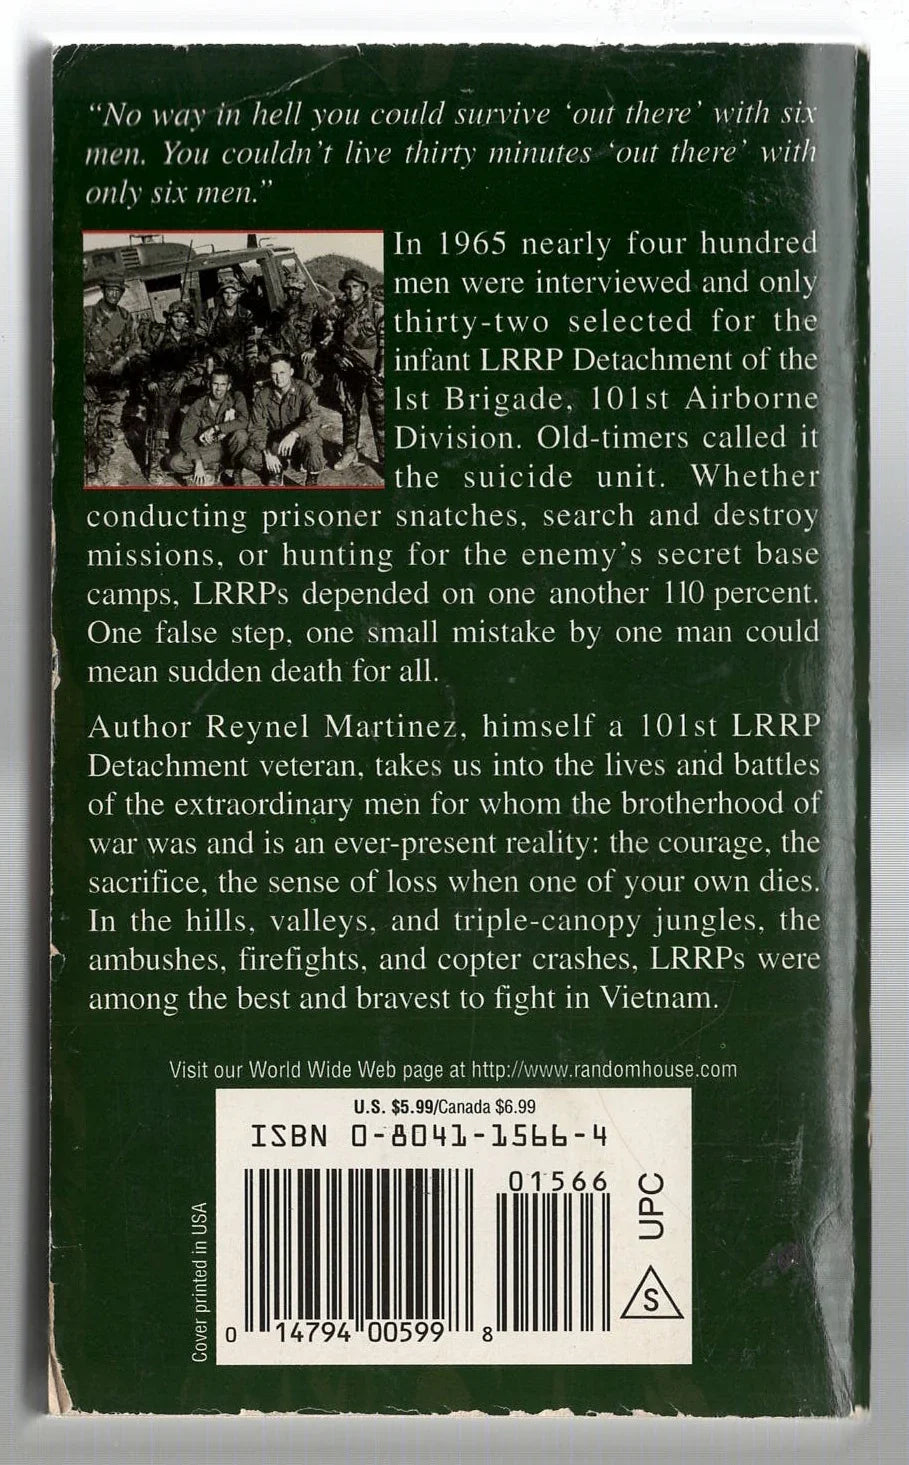 “No way in hell you could survive ‘out there’ with six
men. You couldn’t live thirty minutes ‘out there’ with
only six men.”
In 1965 nearly four hundred
men were interviewed and only
thirty-two selected for the
infant LRRP Detachment of the
1st Brigade, 101st Airborne
Division. Old-timers called it
the suicide unit. Whether
conducting prisoner snatches, search and destroy
missions, or hunting for the enemy’s secret base
camps, LRRPs depended on one another 110 percent.
One false step, one small mistake by one man could
mean sudden death for all.
Author Reynel Martinez, himself a 101st LRRP
Detachment veteran, takes us into the lives and battles
of the extraordinary men for whom the brotherhood of
war was and is an ever-present reality: the courage, the
sacrifice, the sense of loss when one of your own dies.
In the hills, valleys, and triple-canopy jungles, the
ambushes, firefights, and copter crashes, LRRPs were
among the best and bravest to fight in Vietnam.
Visit our World Wide Web page at http://www.randomhouse.com
U.S. $5.99/Canada $6.99
ISBN 0-8041-1566-4
01566
UPC
S
0 14794 00599 8
Cover printed in USA